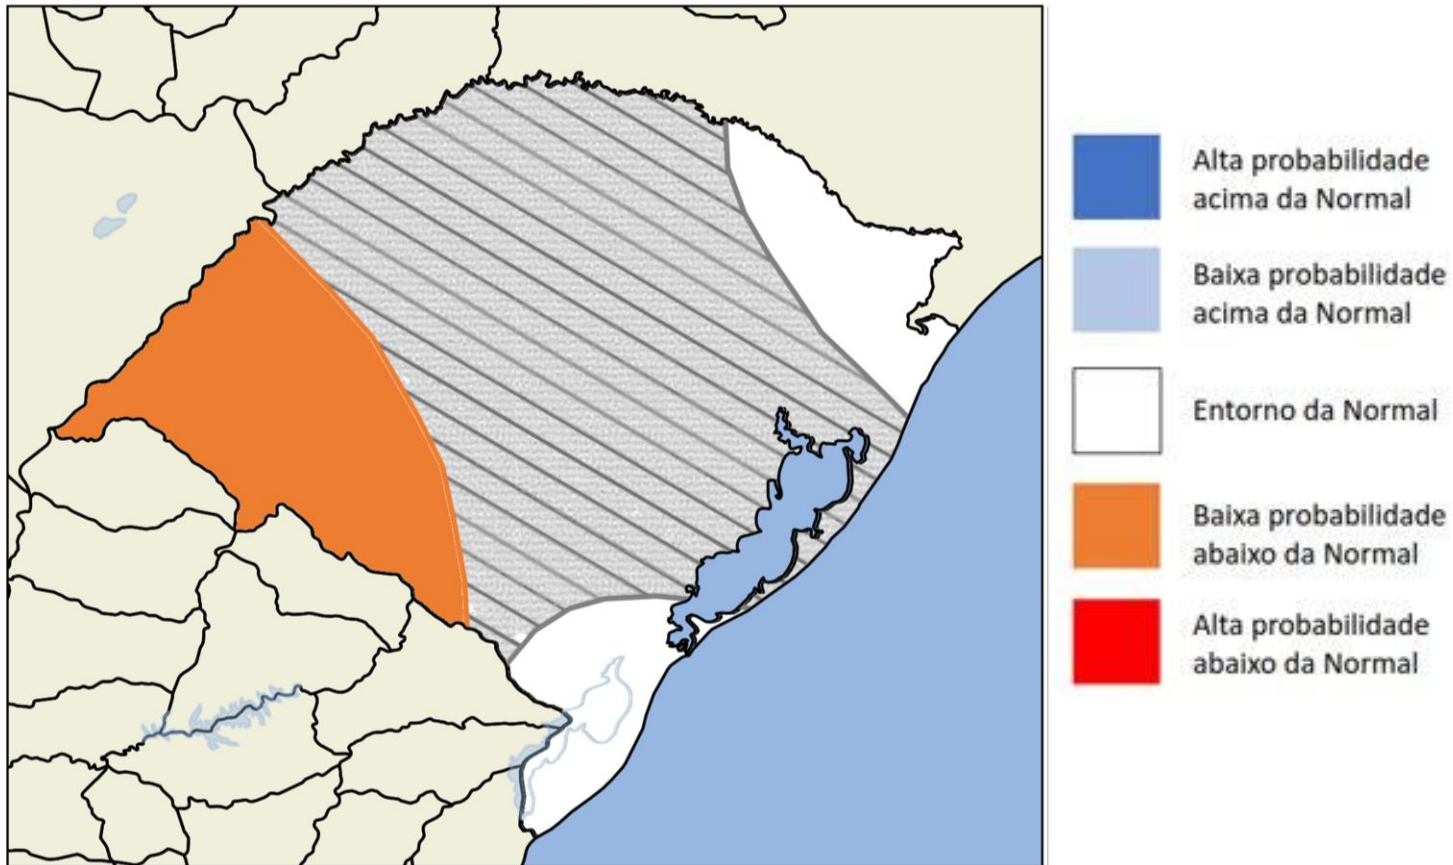 Alta probabilidade
acima da Normal
Baixa probabilidade
acima da Normal
Entorno da Normal
Baixa probabilidade
abaixo da Normal
Alta probabilidade
abaixo da Normal